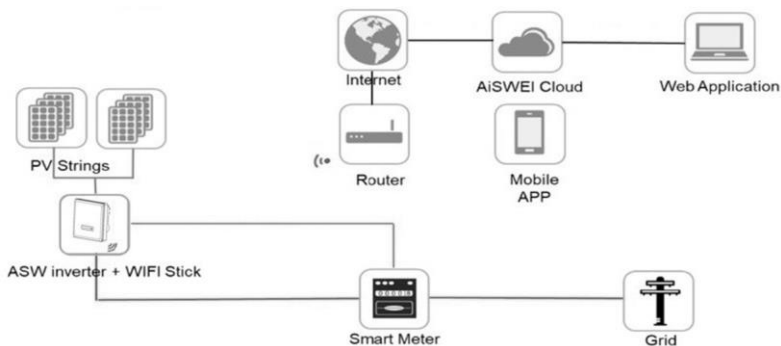 Internet
AiSWEI Cloud
Web Application
PV Strings
Router
Mobile
APP
ASW inverter + WIFI Stick
Smart Meter
Grid